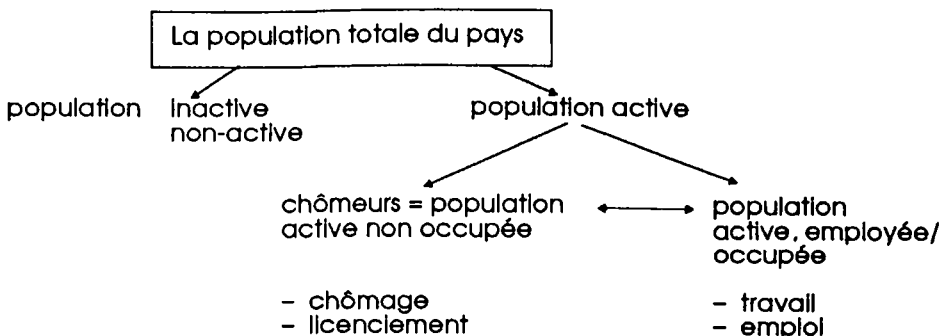 La population totale du pays
population inactive
non-active
population active
chômeurs = population
active non occupée
population
active, employée/
occupée
- chômage
- licenciement
- travail
- emploi